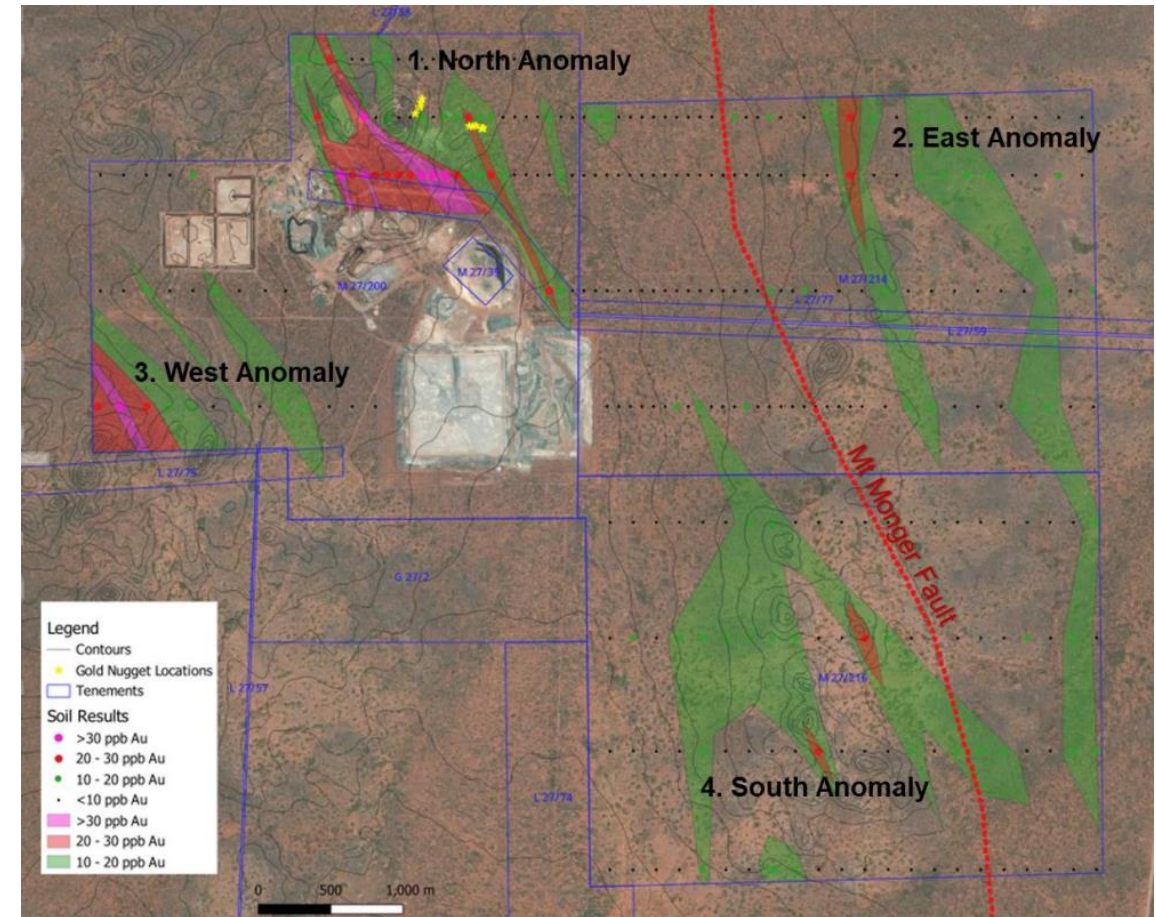 L 27/58
1. North Anomaly
2. East Anomaly
M 27/200
M 27/214
L 27/77
L 27/59
3. West Anomaly
L 27/75
Mt Monger Fault
G 27/2
L 27/57
M 27/216
4. South Anomaly
L 27/74
Legend
Contours
Gold Nugget Locations
Tenements
Soil Results
>30 ppb Au
20 - 30 ppb Au
10 - 20 ppb Au
<10 ppb Au
>30 ppb Au
20 - 30 ppb Au
10 - 20 ppb Au
0 500 1,000 m